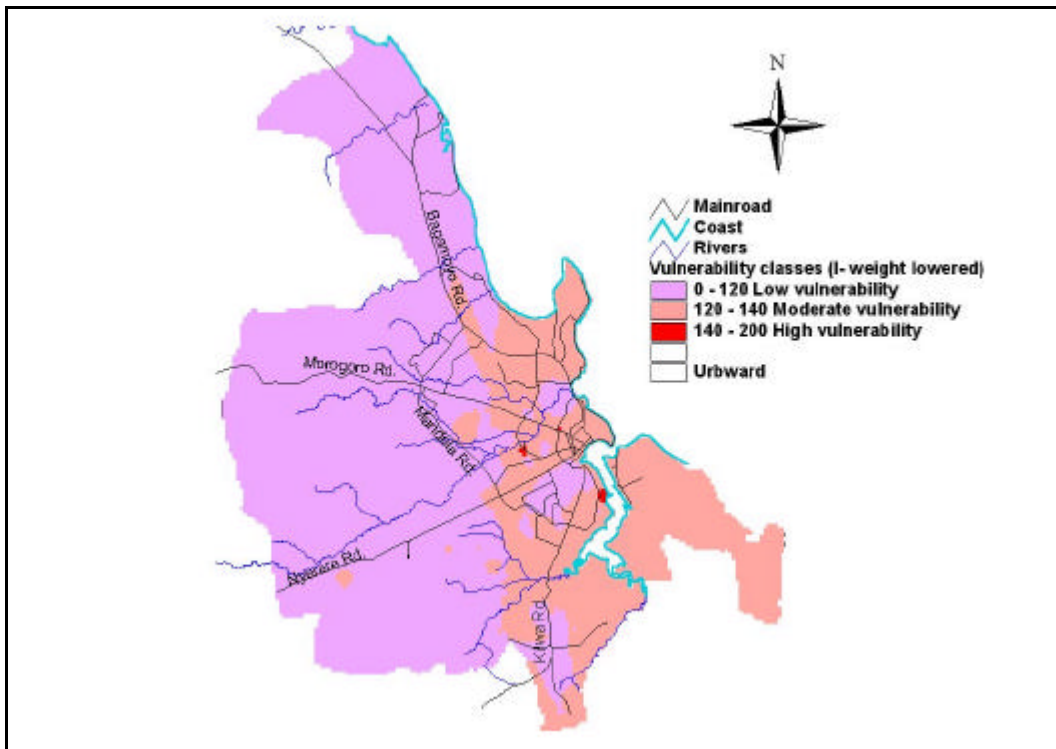 N
Mainroad
Coast
Rivers
Vulnerability classes (I- weight lowered)
0 - 120 Low vulnerability
120 - 140 Moderate vulnerability
140 - 200 High vulnerability
Urbward
Bagamoyo Rd.
Morogoro Rd.
Mandela Rd.
Nyerere Rd.
Kilwa Rd.